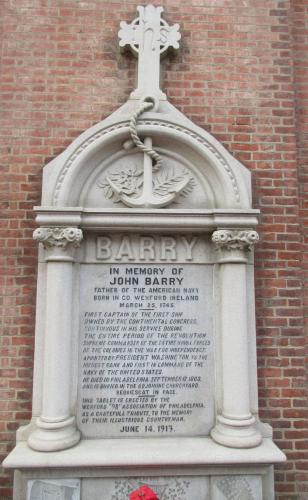 IHS
BARRY
IN MEMORY OF
JOHN BARRY
FATHER OF THE AMERICAN NAVY
BORN IN CO. WEXFORD IRELAND
MARCH 25, 1745.
FIRST CAPTAIN OF THE FIRST SHIP
OWNED BY THE CONTINENTAL CONGRESS,
CONTINUOUS IN HIS SERVICE DURING
THE ENTIRE PERIOD OF THE REVOLUTION
SUPREME COMMANDER OF THE ENTIRE NAVAL FORCES
OF THE COLONIES IN THE WAR FOR INDEPENDENCE,
APPOINTED BY PRESIDENT WASHINGTON, TO THE
HIGHEST RANK AND FIRST IN COMMAND OF THE
NAVY OF THE UNITED STATES.
HE DIED IN PHILADELPHIA, SEPTEMBER 13, 1803,
AND IS BURIED IN THE ADJOINING CHURCHYARD.
REQUIESCAT IN PACE.
THIS TABLET IS ERECTED BY THE
WEXFORD "98" ASSOCIATION OF PHILADELPHIA,
AS A GRATEFUL TRIBUTE, TO THE MEMORY
OF THEIR ILLUSTRIOUS COUNTRYMAN.
JUNE 14, 1913.